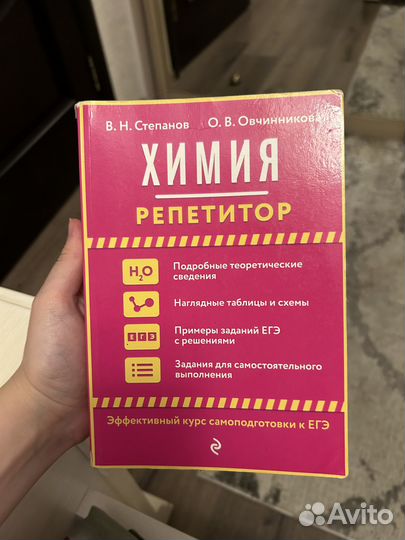 В. Н. Степанов О. В. Овчинникова
ХИМИЯ
РЕПЕТИТОР
H₂O
Подробные теоретические
сведения
Наглядные таблицы и схемы
ЕГЭ
Примеры заданий ЕГЭ
с решениями
Задания для самостоятельного
выполнения
Эффективный курс самоподготовки к ЕГЭ
Avito